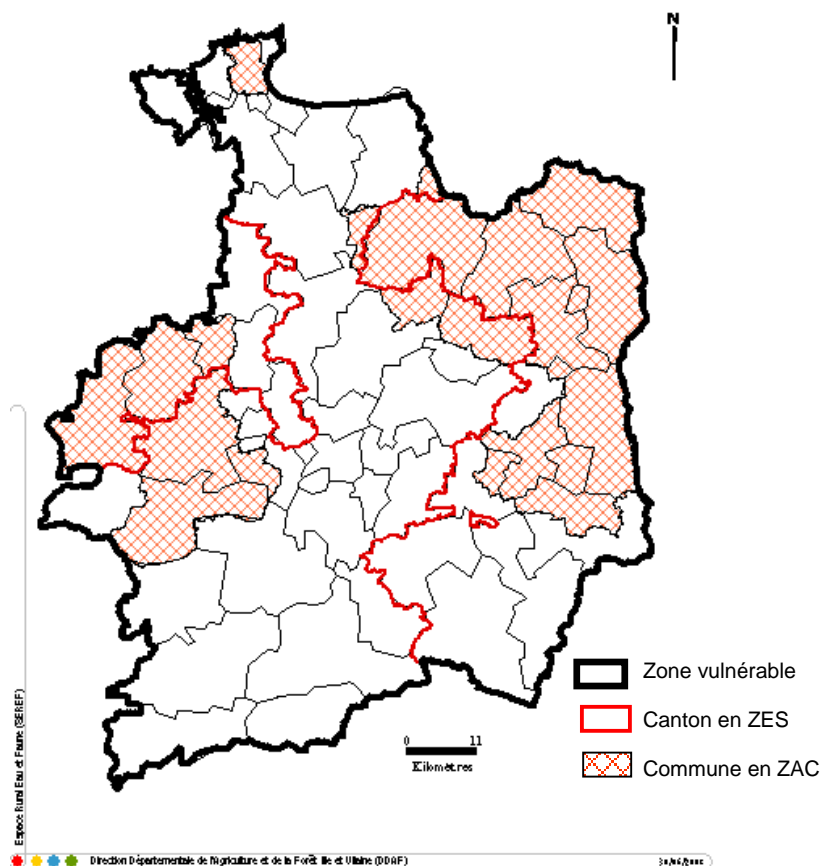 N
Zone vulnérable
Canton en ZES
Commune en ZAC
0 11
Kilomètres
Espace Rural Eau et Faune (SEREF)
Direction Départementale de l'Agriculture et de la Forêt Ille et Vilaine (DDAF)